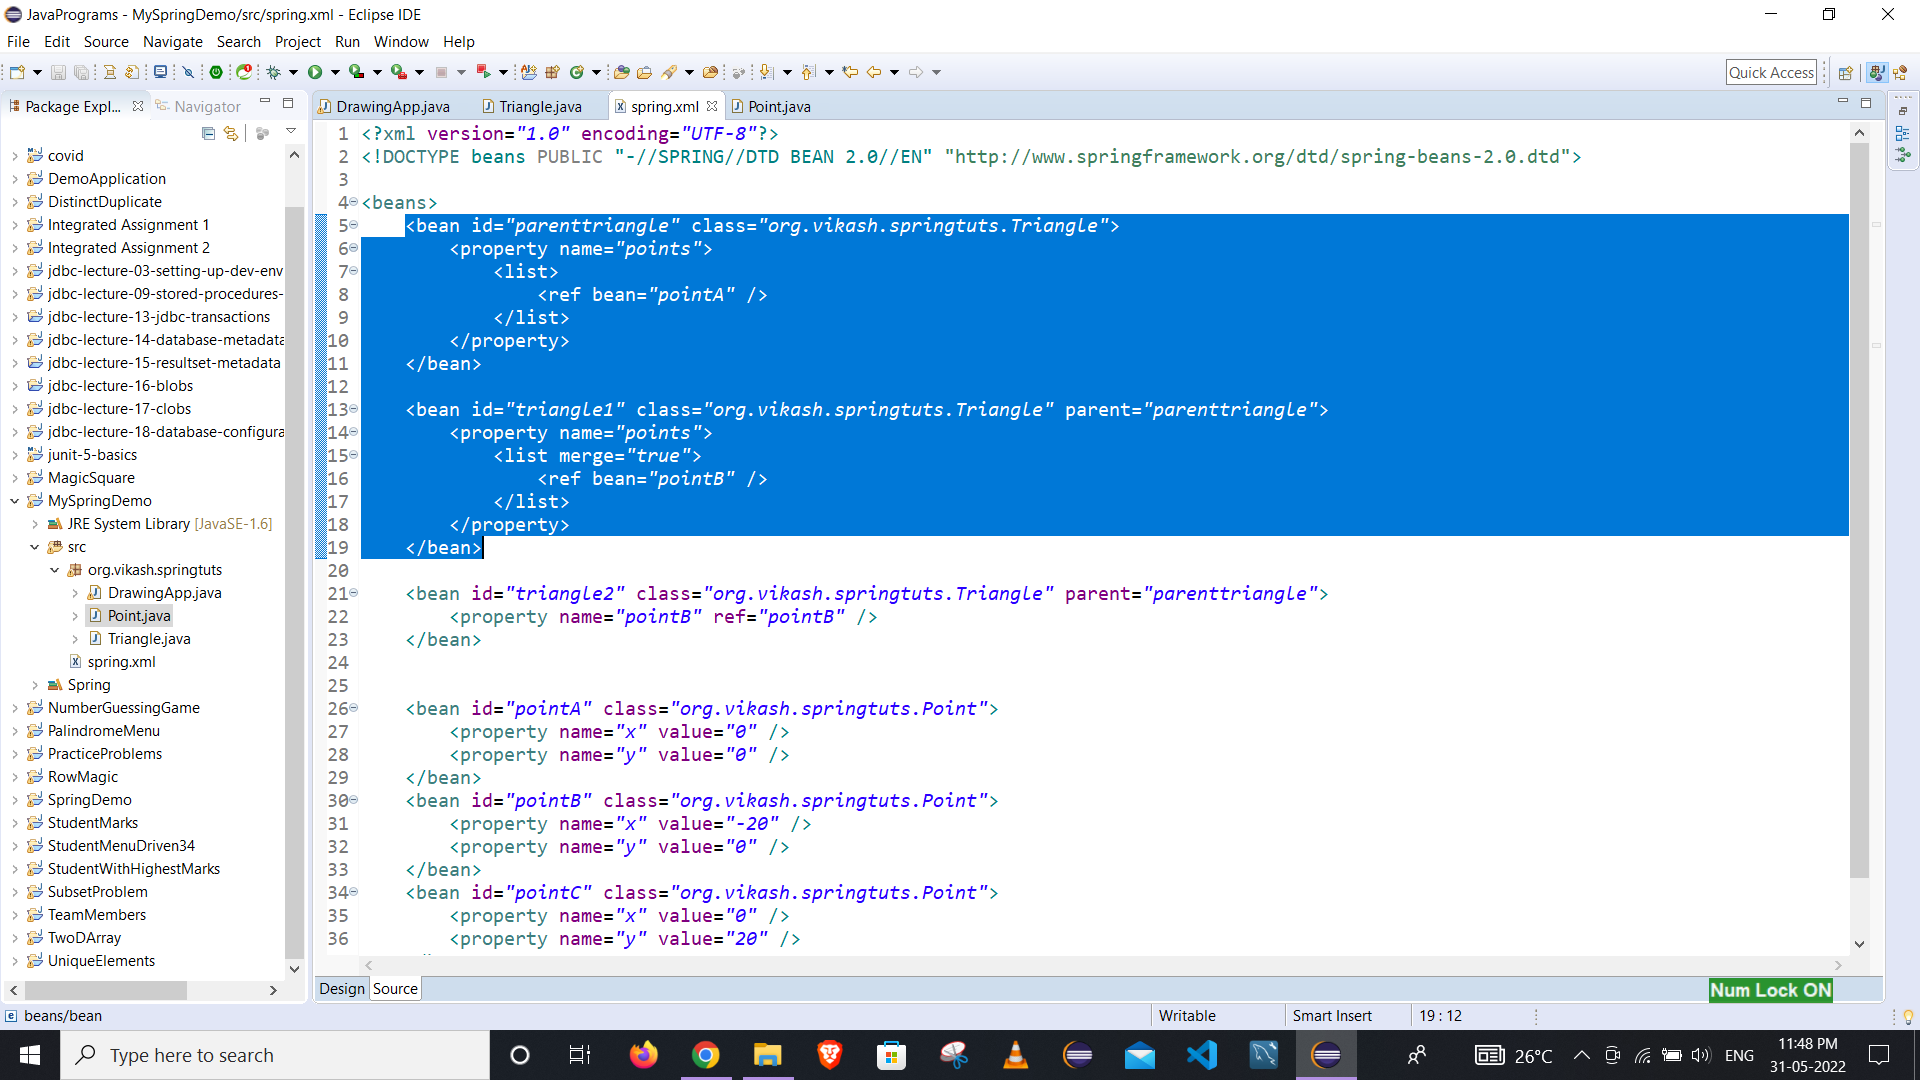 JavaPrograms - MySpringDemo/src/spring.xml - Eclipse IDE
File Edit Source Navigate Search Project Run Window Help
Quick Access
Package Expl... Navigator
DrawingApp.java Triangle.java spring.xml Point.java
covid
DemoApplication
DistinctDuplicate
Integrated Assignment 1
Integrated Assignment 2
jdbc-lecture-03-setting-up-dev-env
jdbc-lecture-09-stored-procedures-
jdbc-lecture-13-jdbc-transactions
jdbc-lecture-14-database-metadata
jdbc-lecture-15-resultset-metadata
jdbc-lecture-16-blobs
jdbc-lecture-17-clobs
jdbc-lecture-18-database-configura
junit-5-basics
MagicSquare
MySpringDemo
JRE System Library [JavaSE-1.6]
src
org.vikash.springtuts
DrawingApp.java
Point.java
Triangle.java
spring.xml
Spring
NumberGuessingGame
PalindromeMenu
PracticeProblems
RowMagic
SpringDemo
StudentMarks
StudentMenuDriven34
StudentWithHighestMarks
SubsetProblem
TeamMembers
TwoDArray
UniqueElements
1 <?xml version="1.0" encoding="UTF-8"?>
2 <!DOCTYPE beans PUBLIC "-//SPRING//DTD BEAN 2.0//EN" "http://www.springframework.org/dtd/spring-beans-2.0.dtd">
3
4 <beans>
5 <bean id="parenttriangle" class="org.vikash.springtuts.Triangle">
6 <property name="points">
7 <list>
8 <ref bean="pointA" />
9 </list>
10 </property>
11 </bean>
12
13 <bean id="triangle1" class="org.vikash.springtuts.Triangle" parent="parenttriangle">
14 <property name="points">
15 <list merge="true">
16 <ref bean="pointB" />
17 </list>
18 </property>
19 </bean>
20
21 <bean id="triangle2" class="org.vikash.springtuts.Triangle" parent="parenttriangle">
22 <property name="pointB" ref="pointB" />
23 </bean>
24
25
26 <bean id="pointA" class="org.vikash.springtuts.Point">
27 <property name="x" value="0" />
28 <property name="y" value="0" />
29 </bean>
30 <bean id="pointB" class="org.vikash.springtuts.Point">
31 <property name="x" value="-20" />
32 <property name="y" value="0" />
33 </bean>
34 <bean id="pointC" class="org.vikash.springtuts.Point">
35 <property name="x" value="0" />
36 <property name="y" value="20" />
Design Source
Num Lock ON
beans/bean Writable Smart Insert 19 : 12
Type here to search
26°C ENG
11:48 PM
31-05-2022